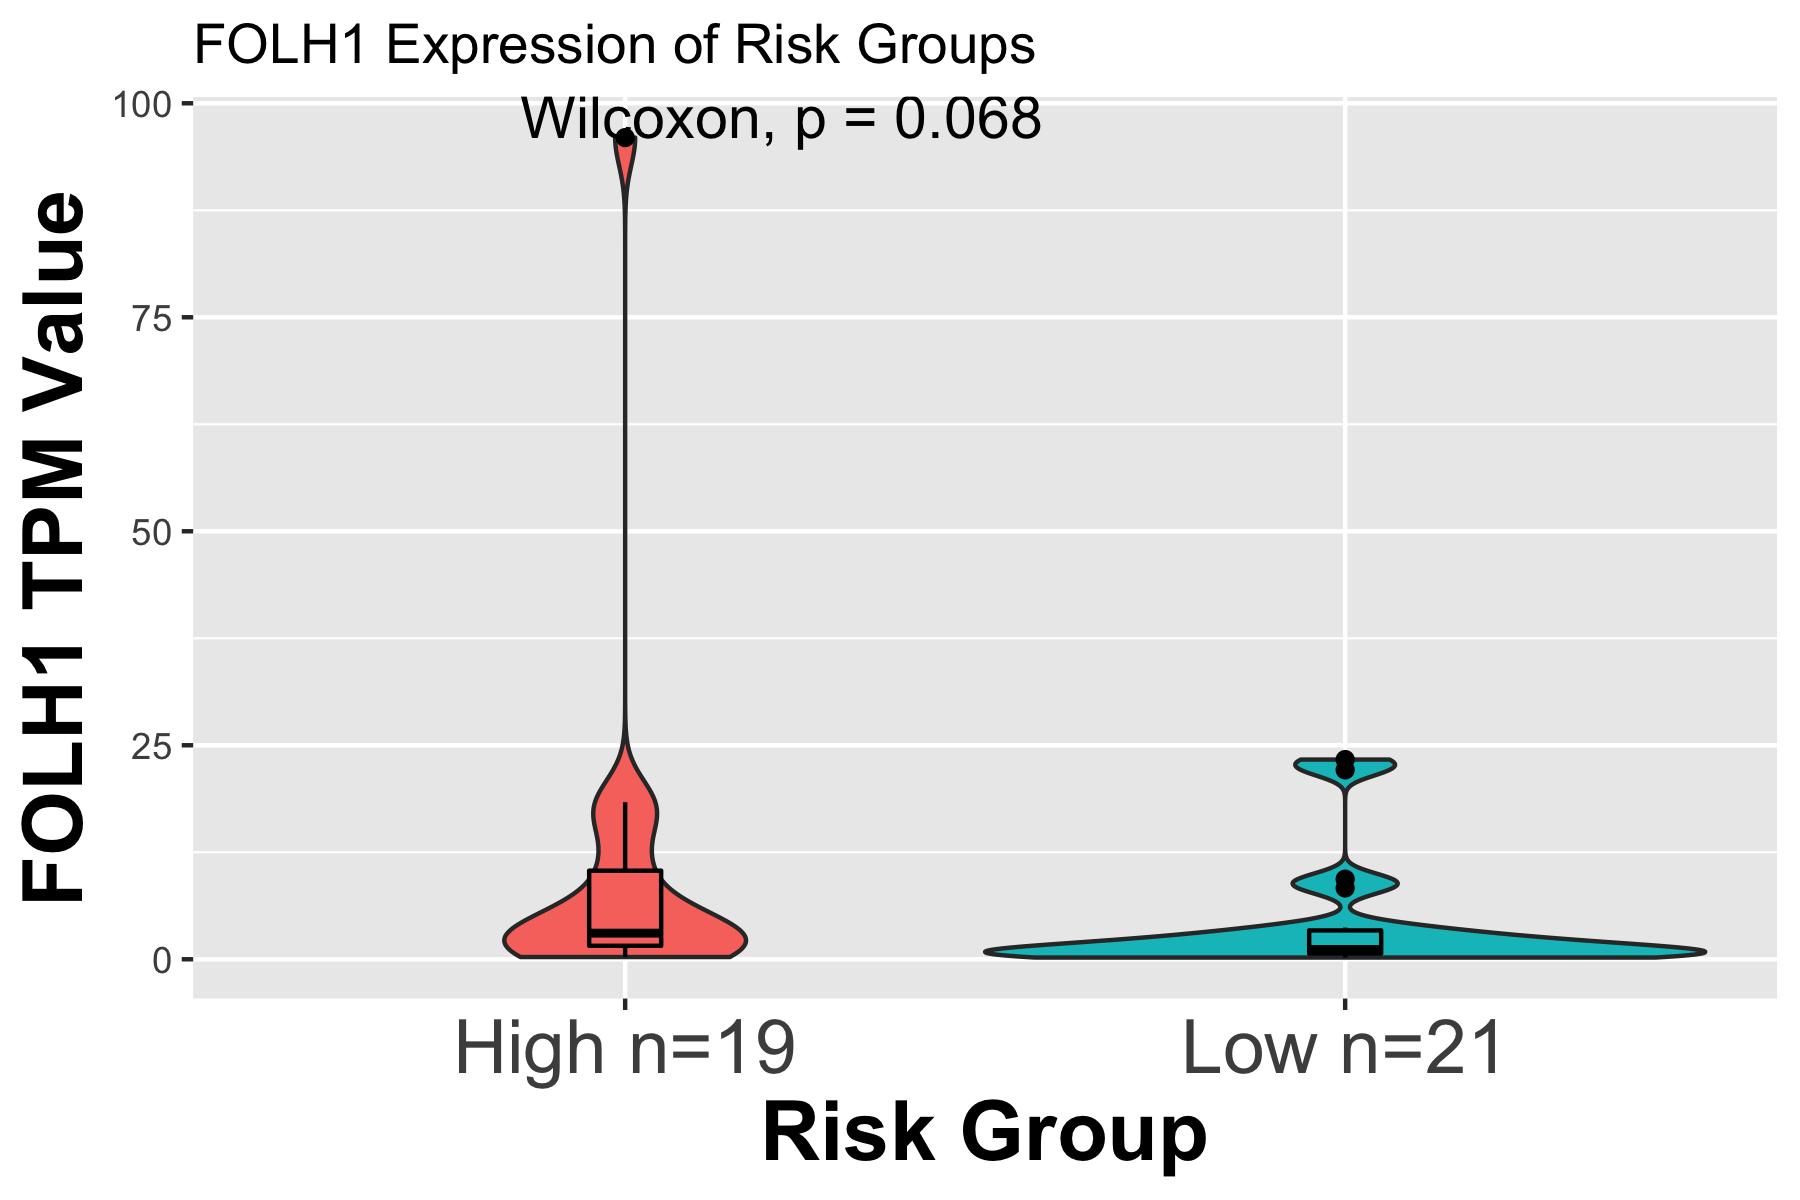 FOLH1 Expression of Risk Groups
Wilcoxon, p = 0.068
FOLH1 TPM Value
100
75
50
25
0
High n=19
Low n=21
Risk Group